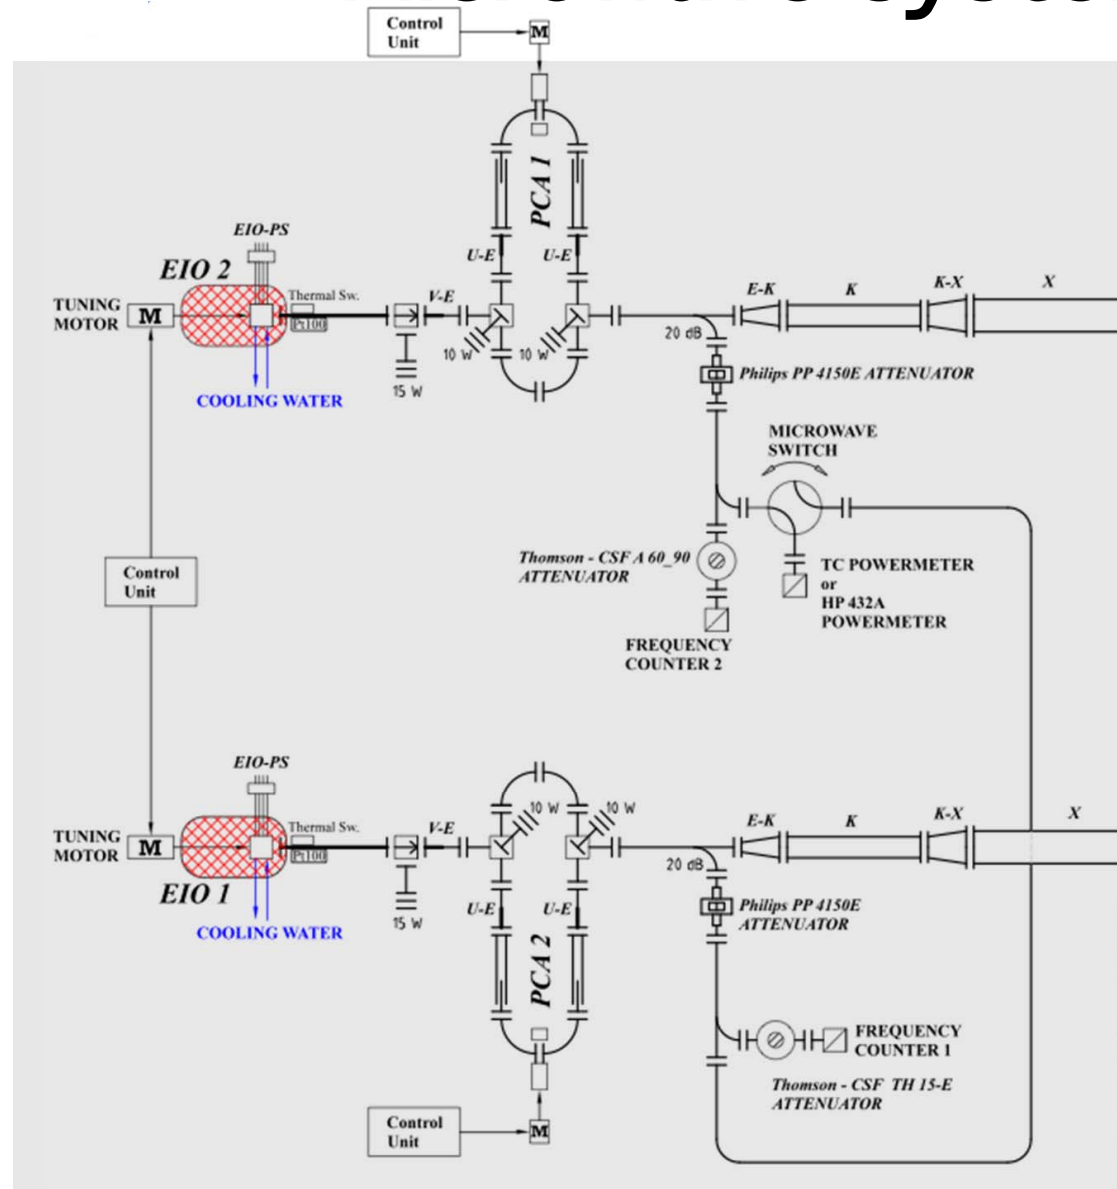 Control
Unit
M
PCA 1
EIO-PS
EIO 2
U-E
U-E
TUNING
MOTOR
M
Thermal Sw.
Pt100
V-E
10 W
10 W
15 W
COOLING WATER
20 dB
E-K
K
K-X
X
Philips PP 4150E ATTENUATOR
MICROWAVE
SWITCH
Thomson - CSF A 60_90
ATTENUATOR
TC POWERMETER
or
HP 432A
POWERMETER
FREQUENCY
COUNTER 2
Control
Unit
EIO-PS
TUNING
MOTOR
M
Thermal Sw.
Pt100
EIO 1
V-E
10 W
10 W
15 W
COOLING WATER
U-E
U-E
PCA 2
20 dB
E-K
K
K-X
X
Philips PP 4150E
ATTENUATOR
FREQUENCY
COUNTER 1
Thomson - CSF TH 15-E
ATTENUATOR
Control
Unit
M